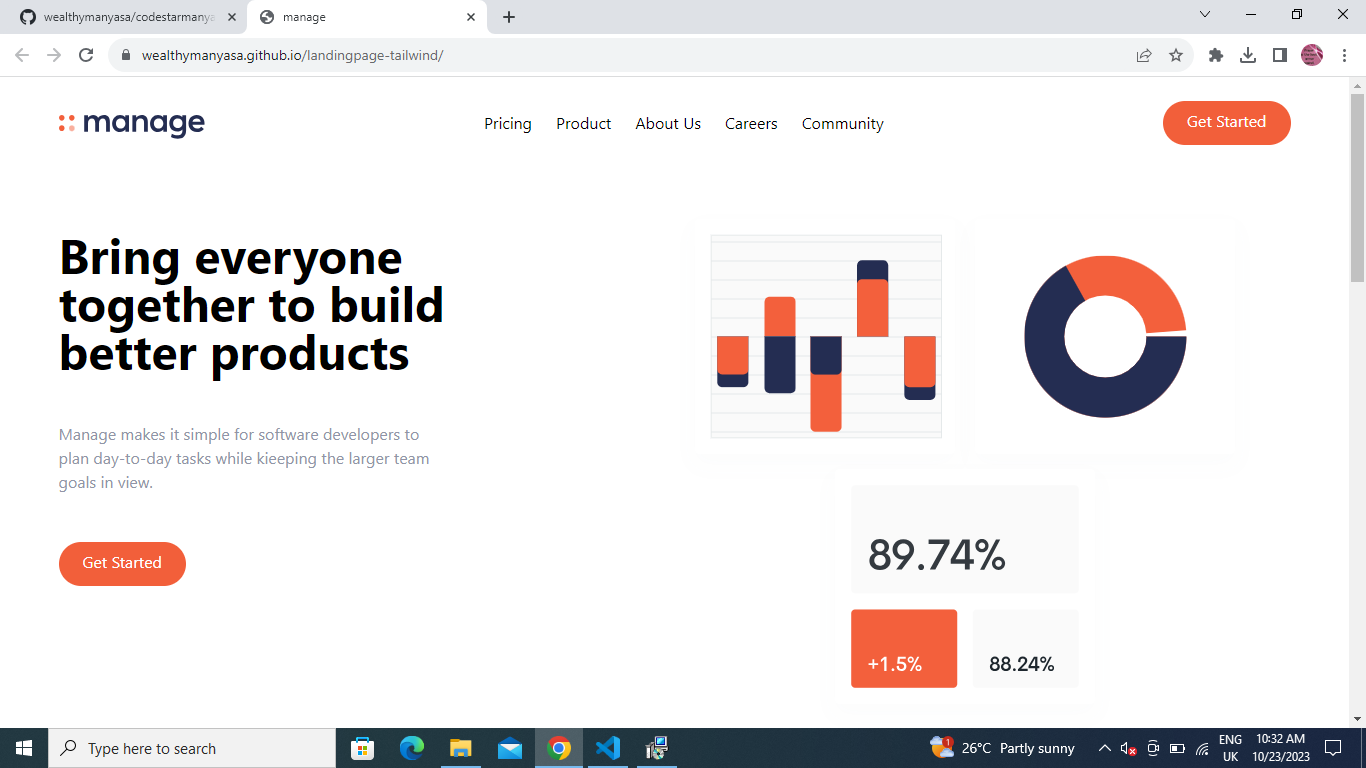 wealthymanyasa/codestarmanya
manage
wealthymanyasa.github.io/landingpage-tailwind/
manage
Pricing
Product
About Us
Careers
Community
Get Started
Bring everyone
together to build
better products
Manage makes it simple for software developers to
plan day-to-day tasks while kieeping the larger team
goals in view.
Get Started
89.74%
+1.5%
88.24%
Type here to search
1
26°C Partly sunny
ENG
UK
10:32 AM
10/23/2023